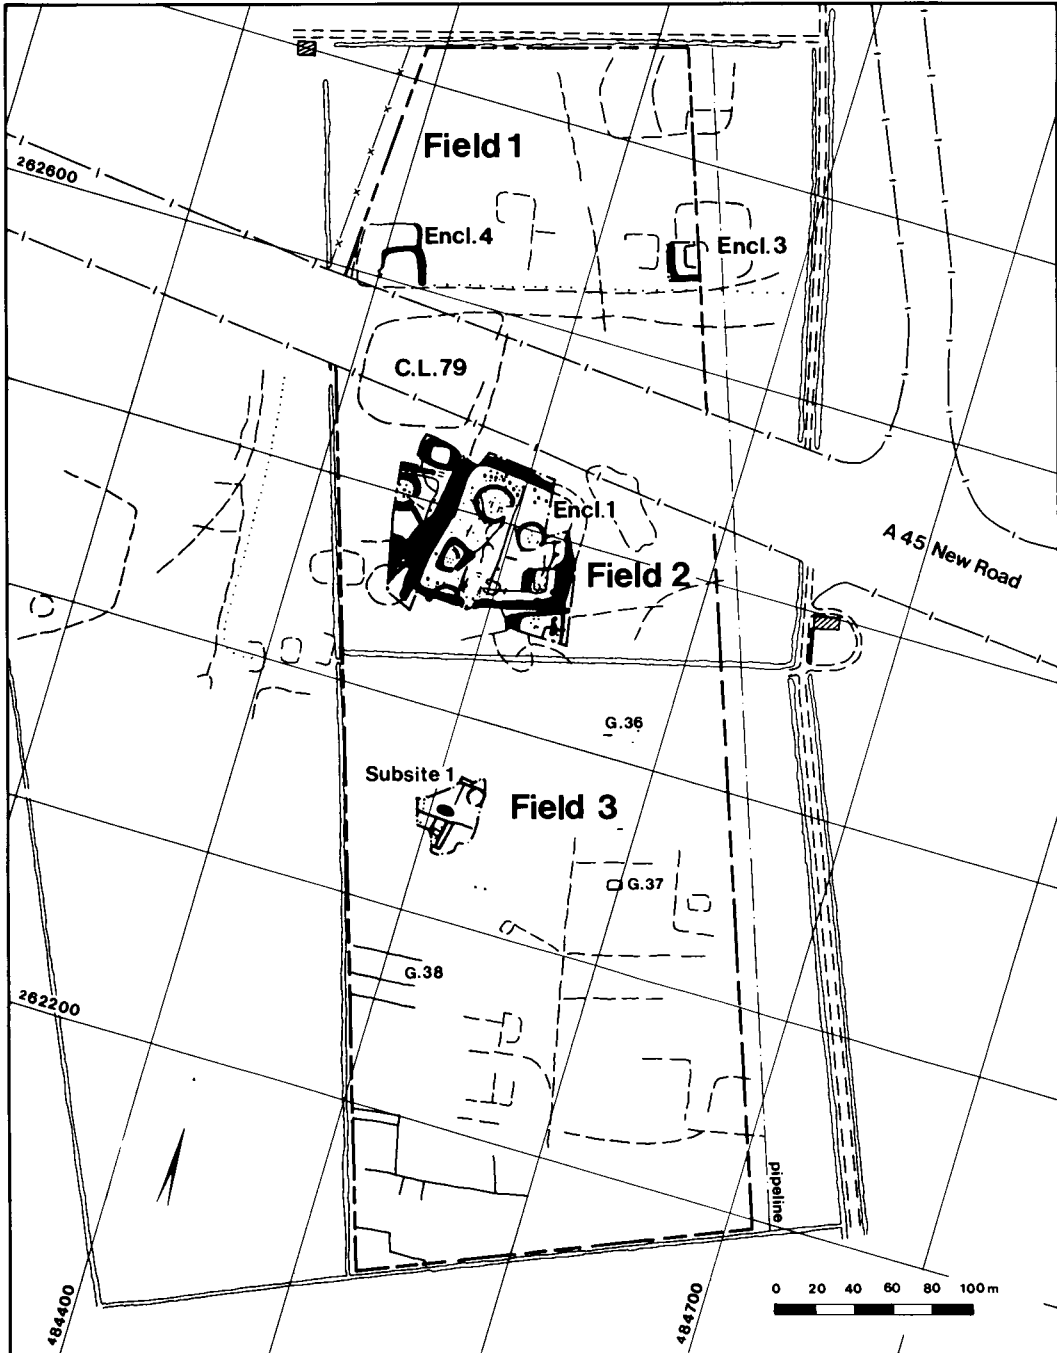 Field 1
262600
Encl.4
Encl.3
C.L.79
Encl.1
A 45 New Road
Field 2
G.36
Subsite 1
Field 3
G.37
G.38
262200
pipeline
484400
484700
0 20 40 60 80 100 m